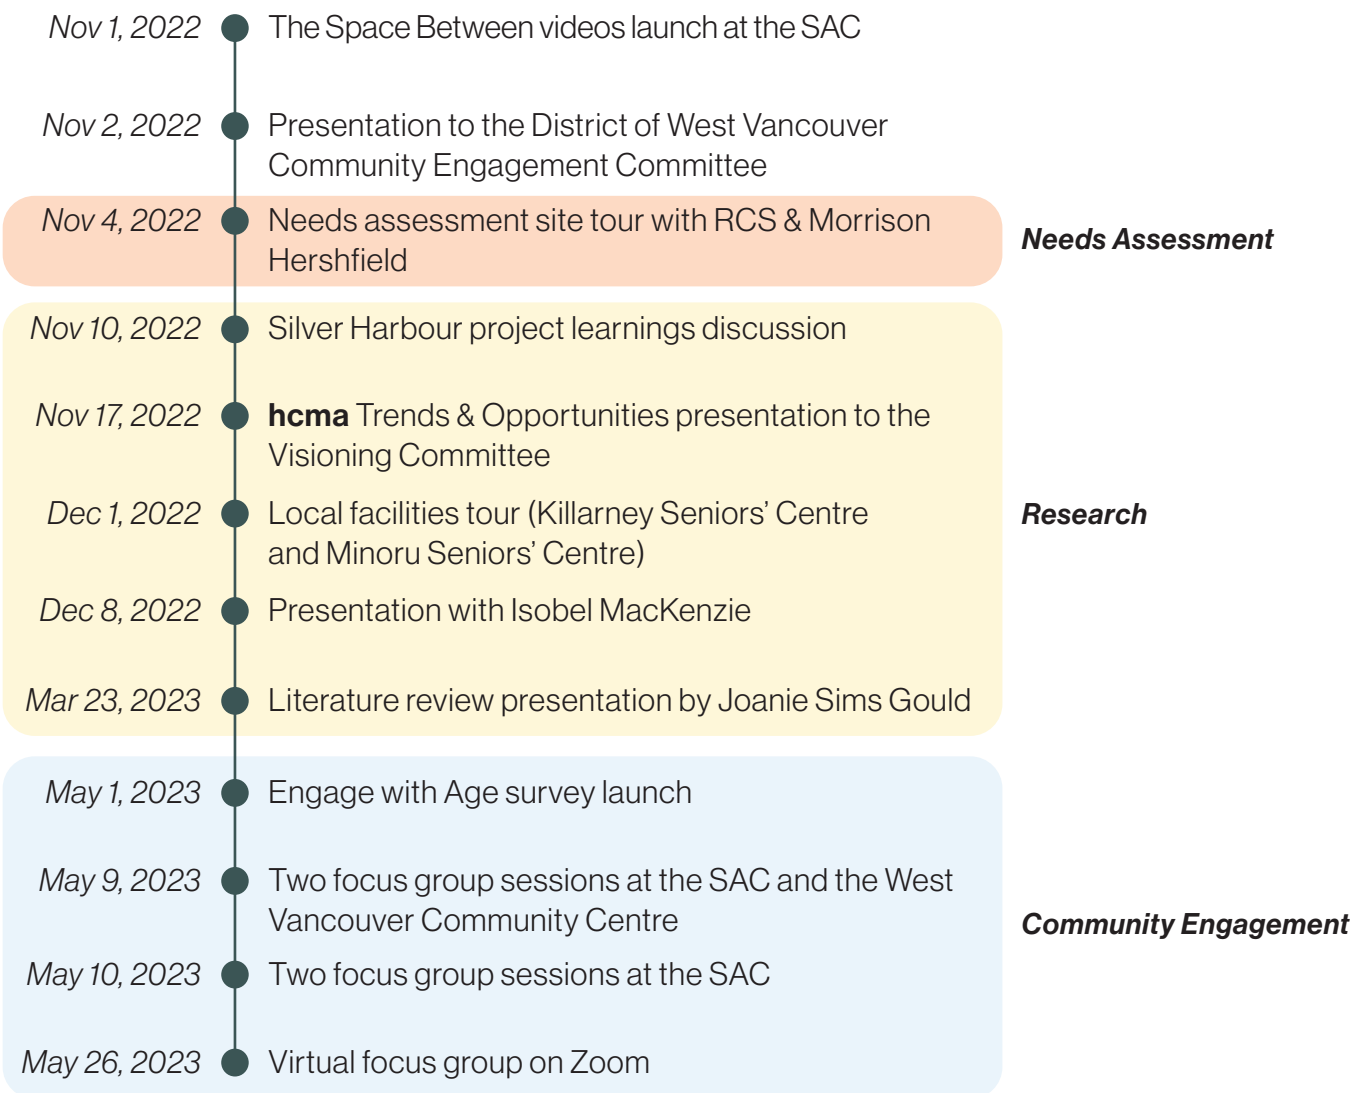 Nov 1, 2022 The Space Between videos launch at the SAC
Nov 2, 2022 Presentation to the District of West Vancouver
Community Engagement Committee
Nov 4, 2022 Needs assessment site tour with RCS & Morrison
Hershfield
Needs Assessment
Nov 10, 2022 Silver Harbour project learnings discussion
Nov 17, 2022 hcma Trends & Opportunities presentation to the
Visioning Committee
Dec 1, 2022 Local facilities tour (Killarney Seniors’ Centre
and Minoru Seniors’ Centre)
Research
Dec 8, 2022 Presentation with Isobel MacKenzie
Mar 23, 2023 Literature review presentation by Joanie Sims Gould
May 1, 2023 Engage with Age survey launch
May 9, 2023 Two focus group sessions at the SAC and the West
Vancouver Community Centre
Community Engagement
May 10, 2023 Two focus group sessions at the SAC
May 26, 2023 Virtual focus group on Zoom